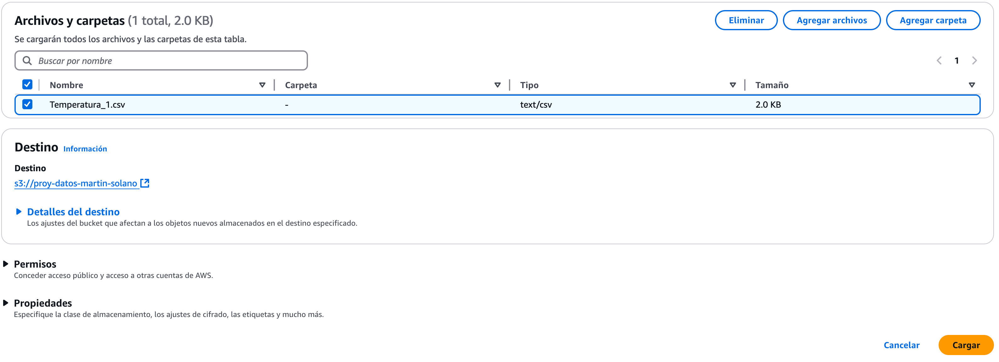 Archivos y carpetas (1 total, 2.0 KB)
Eliminar
Agregar archivos
Agregar carpeta
Se cargarán todos los archivos y las carpetas de esta tabla.
Buscar por nombre
1
Nombre
Carpeta
Tipo
Tamaño
Temperatura_1.csv
-
text/csv
2.0 KB
Destino
Información
Destino
s3://proy-datos-martin-solano
Detalles del destino
Los ajustes del bucket que afectan a los objetos nuevos almacenados en el destino especificado.
Permisos
Conceder acceso público y acceso a otras cuentas de AWS.
Propiedades
Especifique la clase de almacenamiento, los ajustes de cifrado, las etiquetas y mucho más.
Cancelar
Cargar